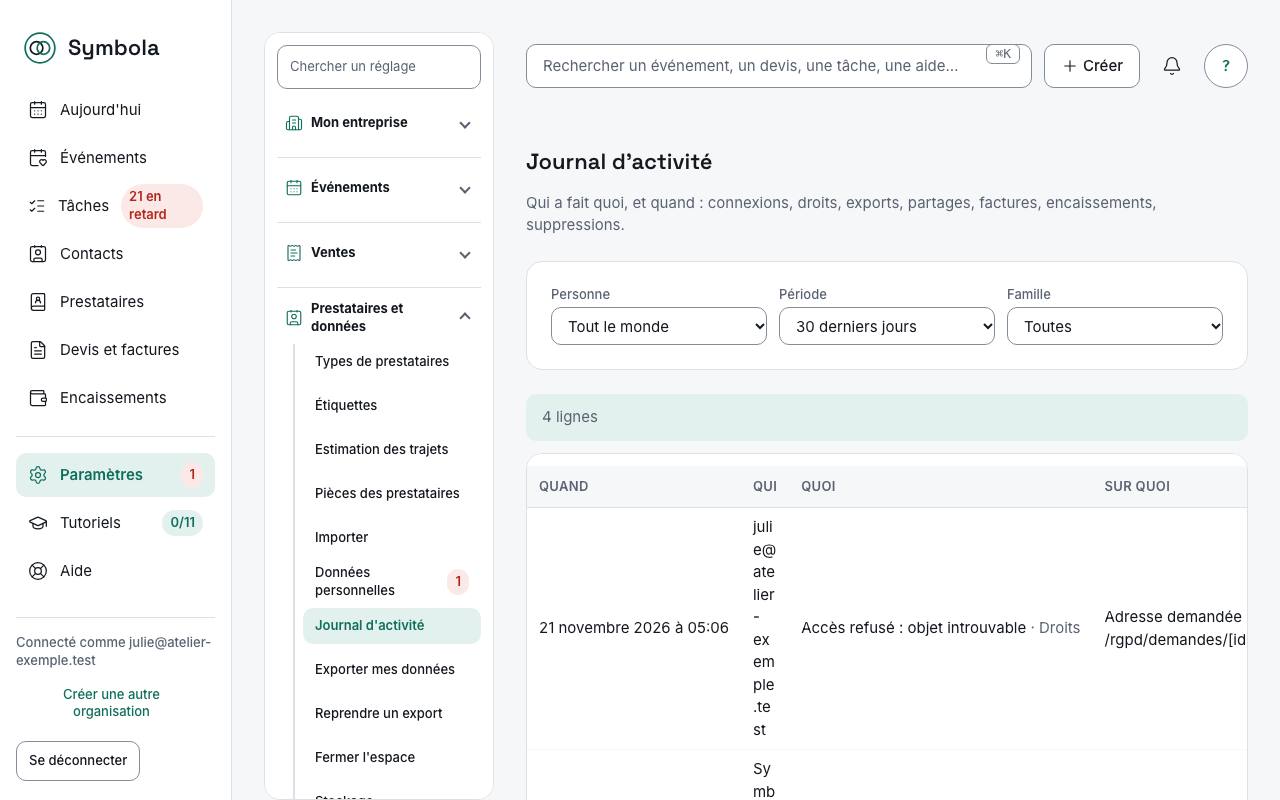 Symbola
Aujourd'hui
Événements
Tâches
21 en
retard
Contacts
Prestataires
Devis et factures
Encaissements
Paramètres
1
Tutoriels
0/11
Aide
Connecté comme julie@atelier-
exemple.test
Créer une autre
organisation
Se déconnecter
Chercher un réglage
Mon entreprise
Événements
Ventes
Prestataires et
données
Types de prestataires
Étiquettes
Estimation des trajets
Pièces des prestataires
Importer
Données
personnelles
1
Journal d'activité
Exporter mes données
Reprendre un export
Fermer l'espace
Stockage
Rechercher un événement, un devis, une tâche, une aide…
⌘K
Créer
?
Journal d’activité
Qui a fait quoi, et quand : connexions, droits, exports, partages, factures, encaissements,
suppressions.
Personne
Tout le monde
Période
30 derniers jours
Famille
Toutes
4 lignes
QUAND
QUI
QUOI
SUR QUOI
21 novembre 2026 à 05:06
juli
e@
ate
lier
-
ex
em
ple
.te
st
Accès refusé : objet introuvable · Droits
Adresse demandée
/rgpd/demandes/[id
Sy
mb